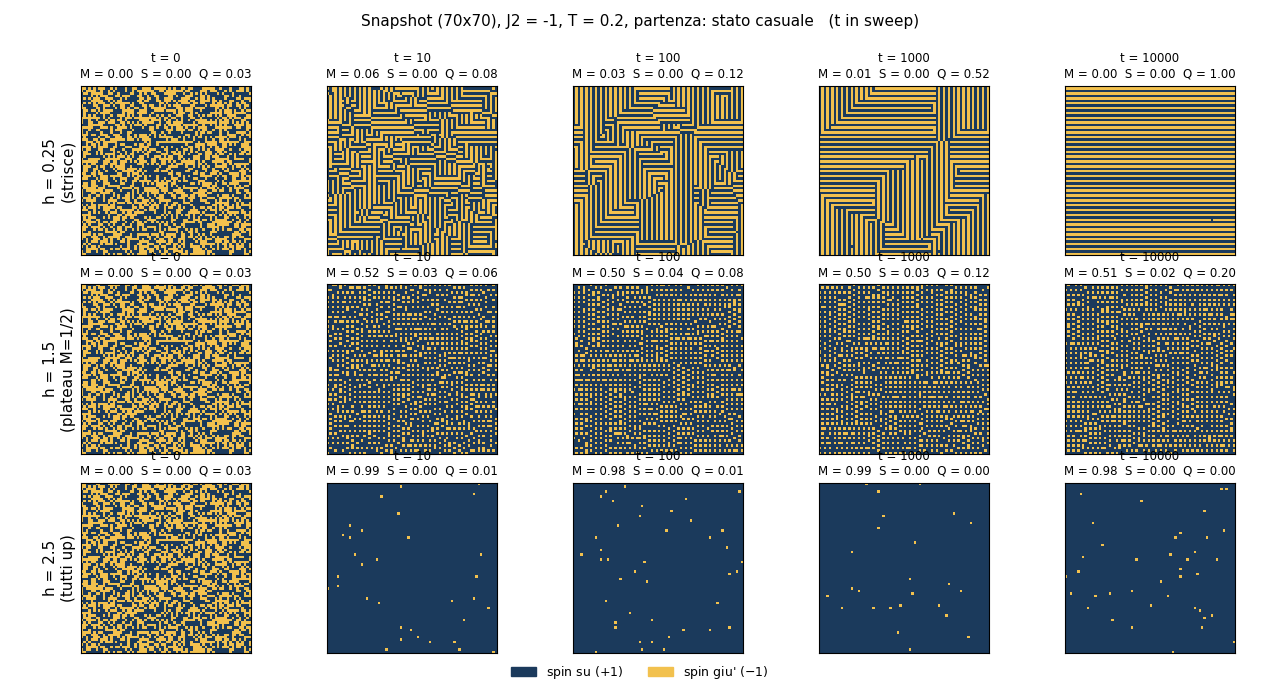 Snapshot (70x70), J2 = -1, T = 0.2, partenza: stato casuale   (t in sweep)
t = 0
M = 0.00  S = 0.00  Q = 0.03
t = 10
M = 0.06  S = 0.00  Q = 0.08
t = 100
M = 0.03  S = 0.00  Q = 0.12
t = 1000
M = 0.01  S = 0.00  Q = 0.52
t = 10000
M = 0.00  S = 0.00  Q = 1.00
h = 0.25
(strisce)
t = 0
M = 0.00  S = 0.00  Q = 0.03
t = 10
M = 0.52  S = 0.03  Q = 0.06
t = 100
M = 0.50  S = 0.04  Q = 0.08
t = 1000
M = 0.50  S = 0.03  Q = 0.12
t = 10000
M = 0.51  S = 0.02  Q = 0.20
h = 1.5
(plateau M=1/2)
t = 0
M = 0.00  S = 0.00  Q = 0.03
t = 10
M = 0.99  S = 0.00  Q = 0.01
t = 100
M = 0.98  S = 0.00  Q = 0.01
t = 1000
M = 0.99  S = 0.00  Q = 0.00
t = 10000
M = 0.98  S = 0.00  Q = 0.00
h = 2.5
(tutti up)
spin su (+1)
spin giu' (−1)